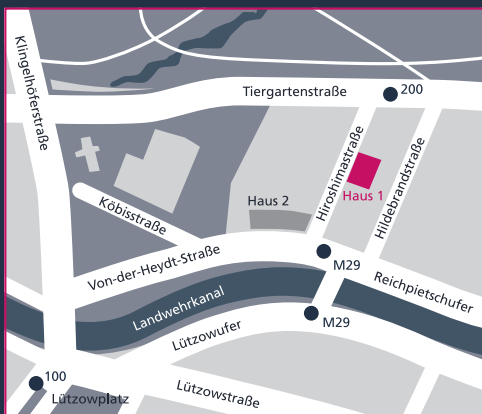 Klingelhöferstraße
Tiergartenstraße
200
Hiroshimastraße
Hildebrandstraße
Haus 1
Haus 2
Köbisstraße
Von-der-Heydt-Straße
M29
Reichpietschufer
Landwehrkanal
M29
Lützowufer
100
Lützowplatz
Lützowstraße